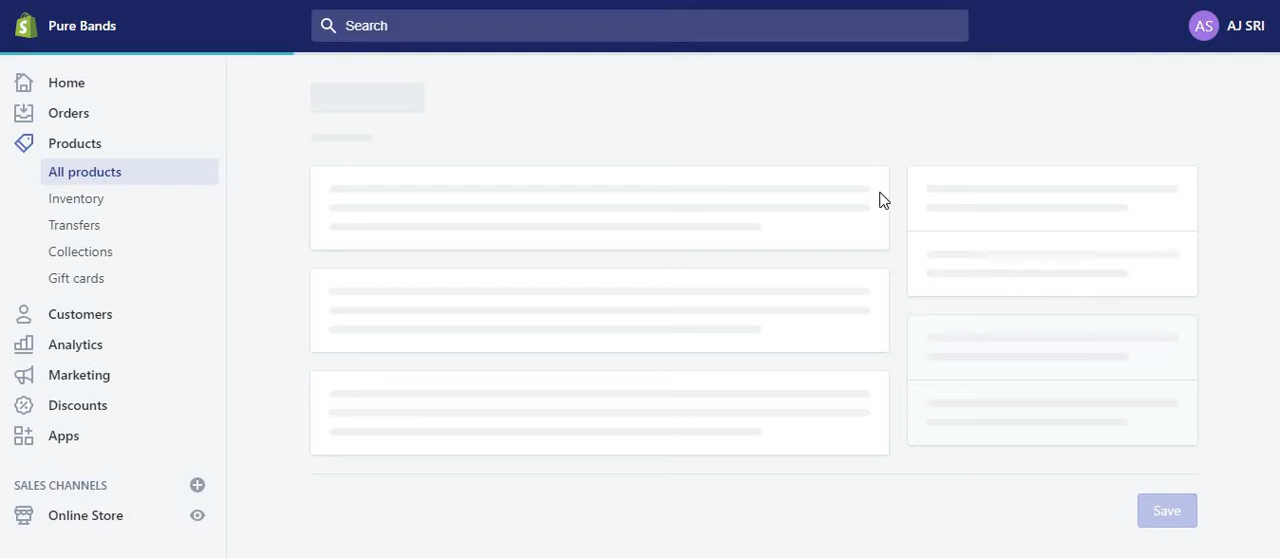 Pure Bands
Search
AS
AJ SRI
Home
Orders
Products
All products
Inventory
Transfers
Collections
Gift cards
Customers
Analytics
Marketing
Discounts
Apps
SALES CHANNELS
Online Store
Save